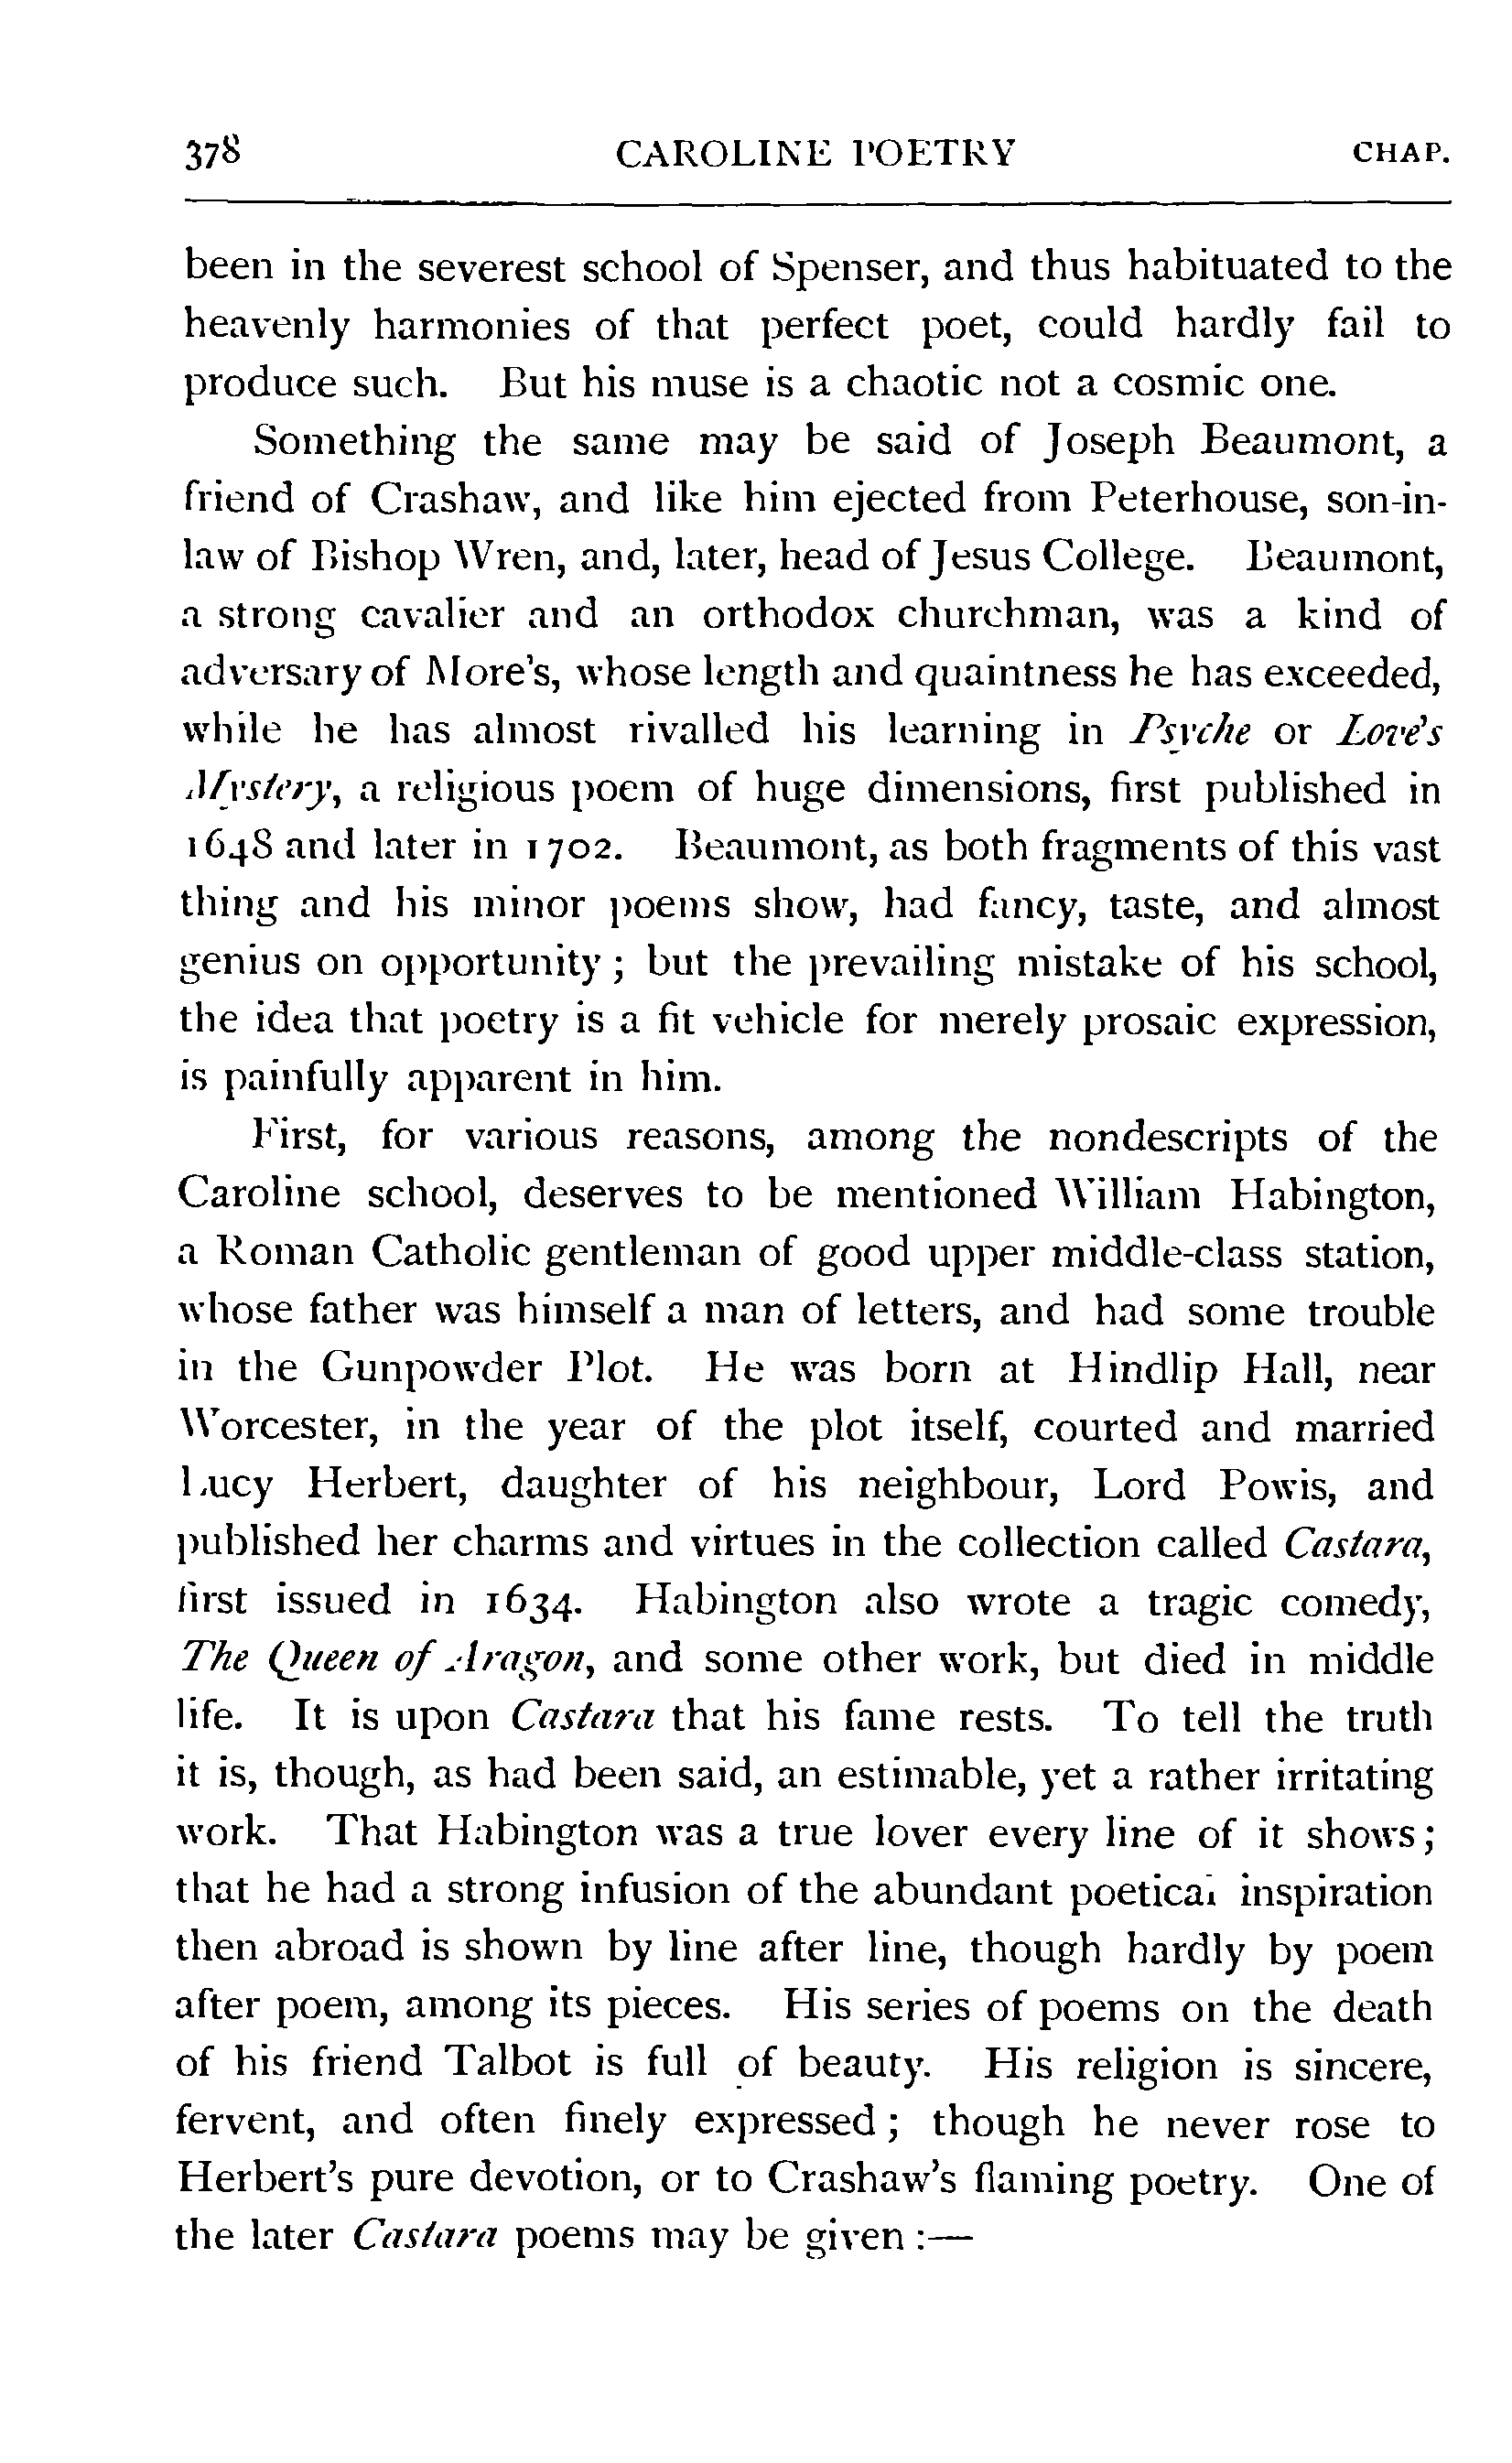 378 CAROLINE POETRY CHAP.
been in the severest school of Spenser, and thus habituated to the
heavenly harmonies of that perfect poet, could hardly fail to
produce such. But his muse is a chaotic not a cosmic one.
Something the same may be said of Joseph Beaumont, a
friend of Crashaw, and like him ejected from Peterhouse, son-in-
law of Bishop Wren, and, later, head of Jesus College. Beaumont,
a strong cavalier and an orthodox churchman, was a kind of
adversary of More's, whose length and quaintness he has exceeded,
while he has almost rivalled his learning in Psyche or Love's
Mystery, a religious poem of huge dimensions, first published in
1648 and later in 1702. Beaumont, as both fragments of this vast
thing and his minor poems show, had fancy, taste, and almost
genius on opportunity; but the prevailing mistake of his school,
the idea that poetry is a fit vehicle for merely prosaic expression,
is painfully apparent in him.
First, for various reasons, among the nondescripts of the
Caroline school, deserves to be mentioned William Habington,
a Roman Catholic gentleman of good upper middle-class station,
whose father was himself a man of letters, and had some trouble
in the Gunpowder Plot. He was born at Hindlip Hall, near
Worcester, in the year of the plot itself, courted and married
Lucy Herbert, daughter of his neighbour, Lord Powis, and
published her charms and virtues in the collection called Castara,
first issued in 1634. Habington also wrote a tragic comedy,
The Queen of Aragon, and some other work, but died in middle
life. It is upon Castara that his fame rests. To tell the truth
it is, though, as had been said, an estimable, yet a rather irritating
work. That Habington was a true lover every line of it shows;
that he had a strong infusion of the abundant poetical inspiration
then abroad is shown by line after line, though hardly by poem
after poem, among its pieces. His series of poems on the death
of his friend Talbot is full of beauty. His religion is sincere,
fervent, and often finely expressed; though he never rose to
Herbert's pure devotion, or to Crashaw's flaming poetry. One of
the later Castara poems may be given:—